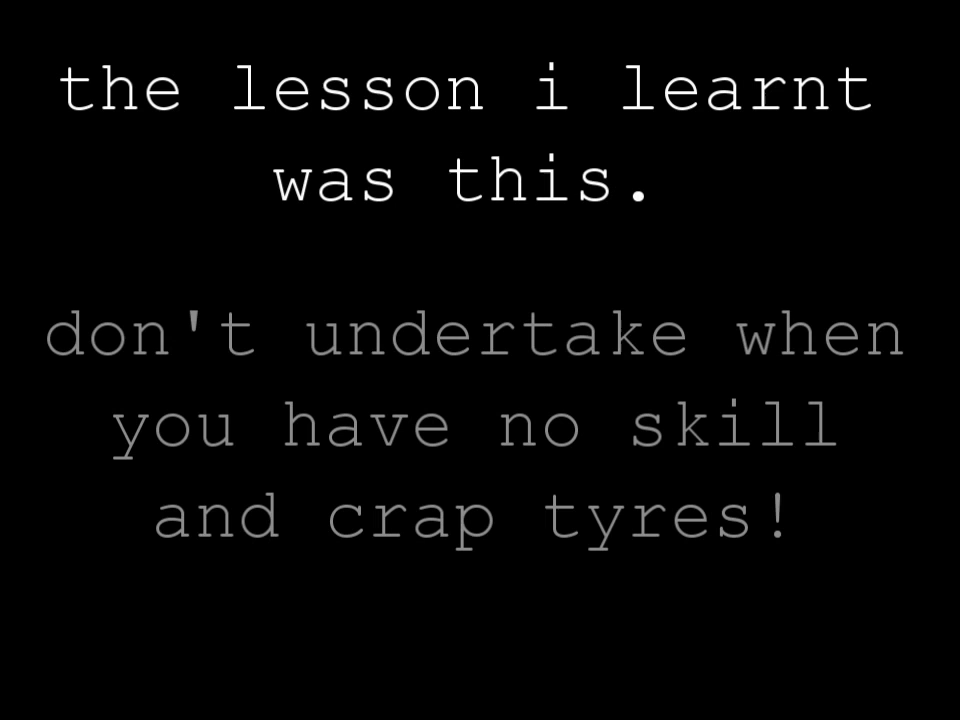 the lesson i learnt
was this.
don't undertake when
you have no skill
and crap tyres!